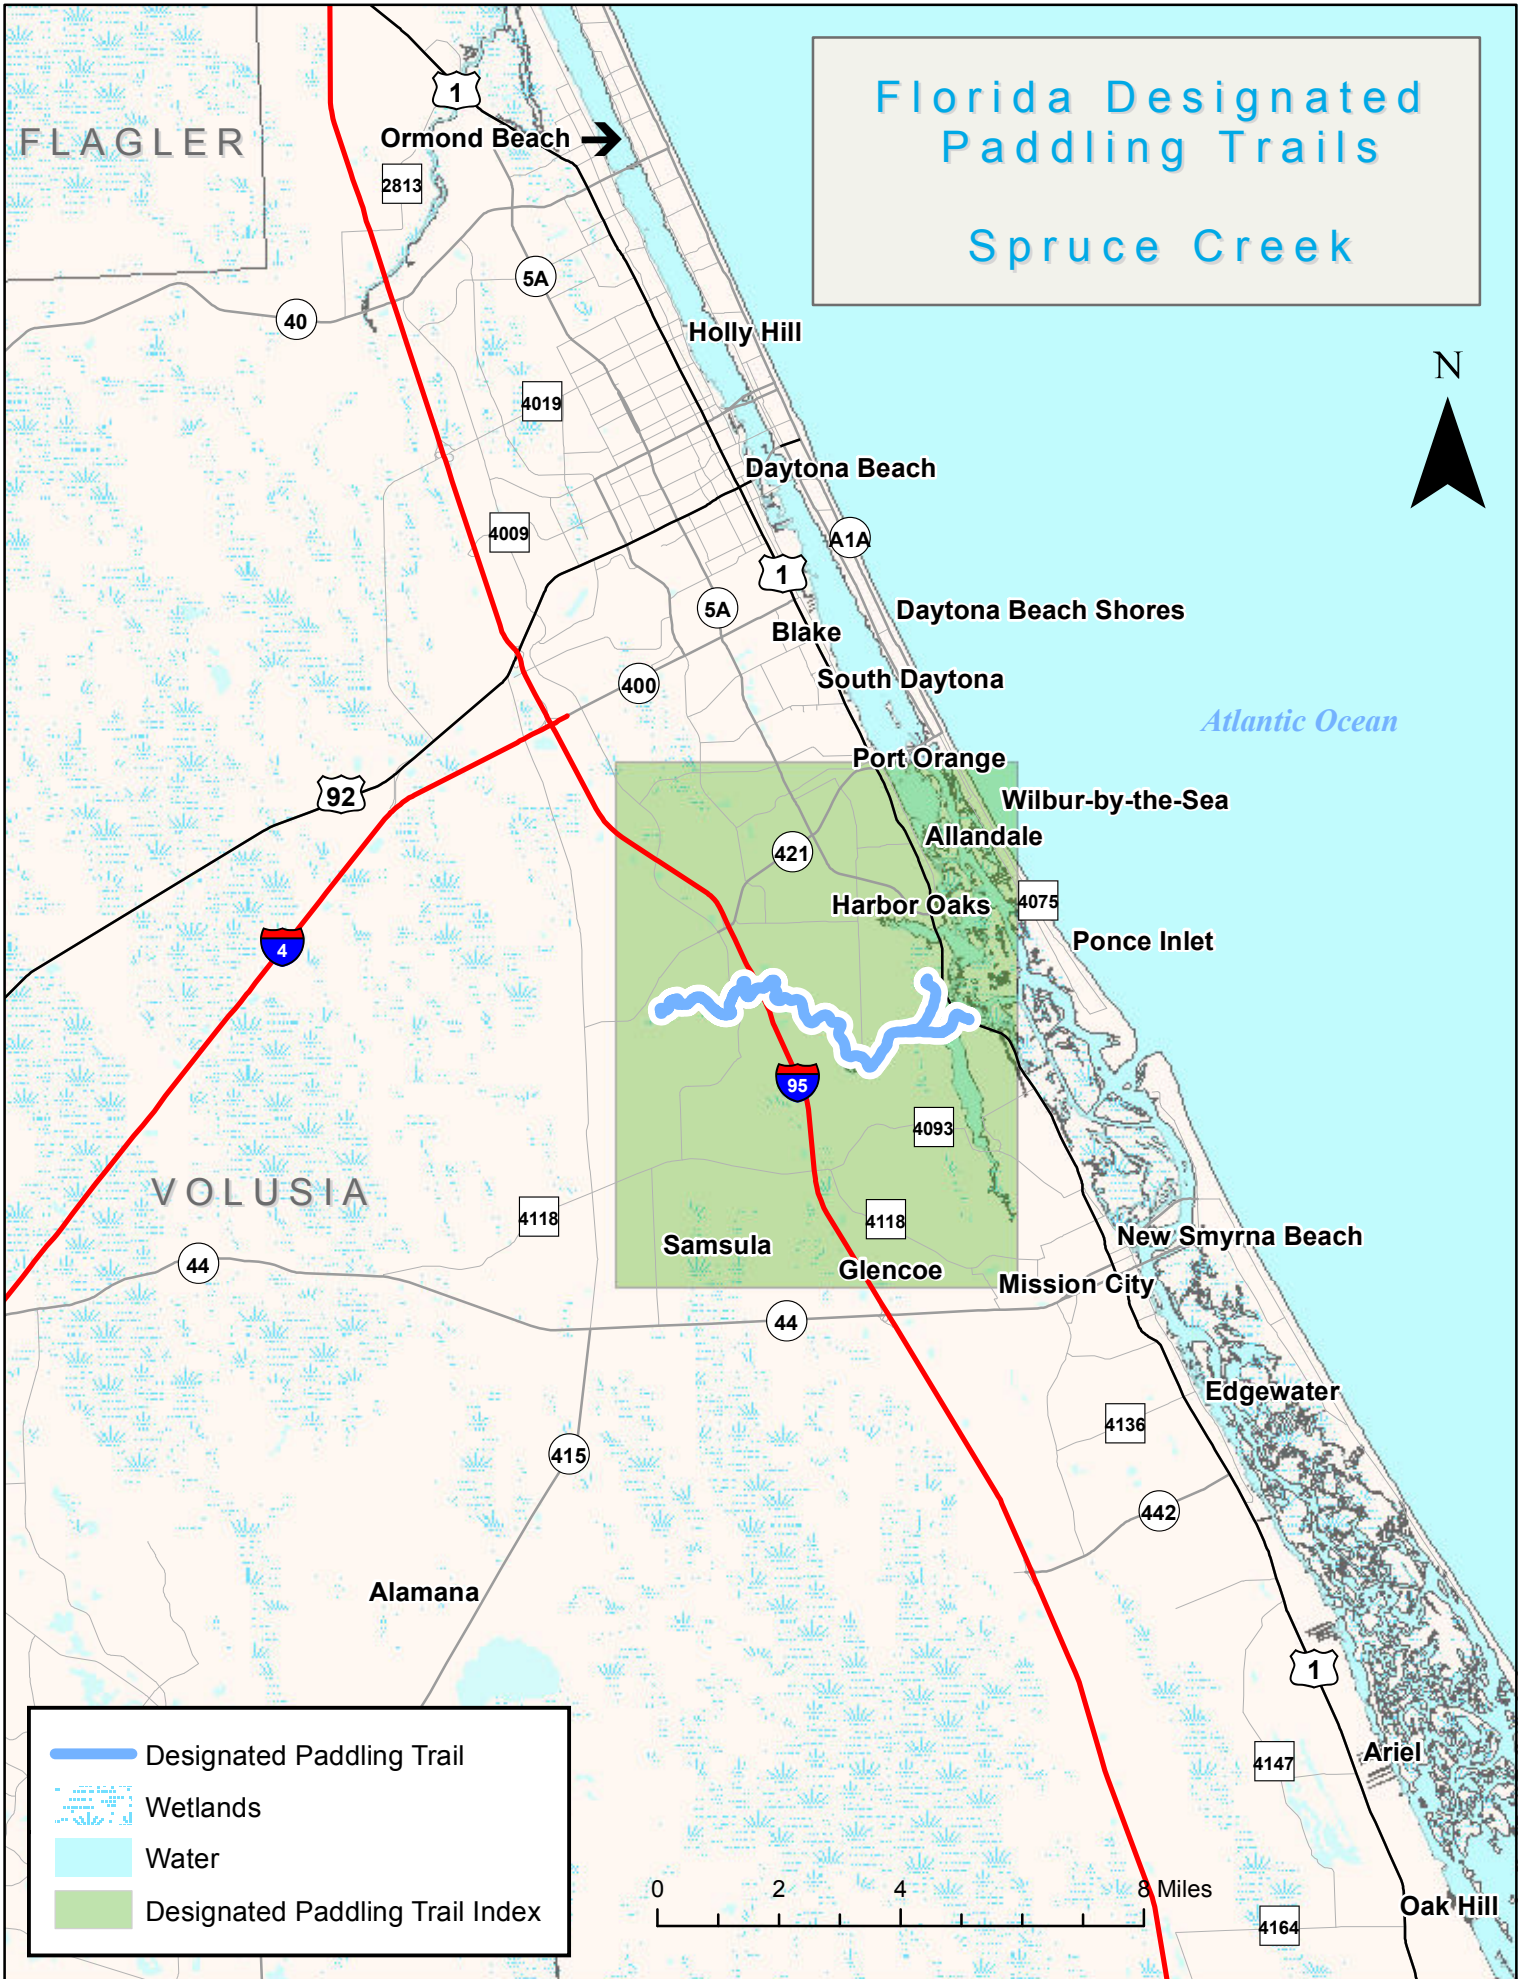 Florida Designated
Paddling Trails
Spruce Creek
1
FLAGLER
Ormond Beach
2813
5A
40
Holly Hill
N
4019
Daytona Beach
4009
A1A
1
5A
Daytona Beach Shores
Blake
400
South Daytona
Atlantic Ocean
Port Orange
92
Wilbur-by-the-Sea
Allandale
421
Harbor Oaks
4075
4
Ponce Inlet
95
4093
VOLUSIA
4118
4118
New Smyrna Beach
Samsula
44
Glencoe
Mission City
44
Edgewater
4136
415
442
Alamana
1
Designated Paddling Trail
Ariel
4147
Wetlands
Water
0 2 4 8 Miles
Designated Paddling Trail Index
Oak Hill
4164